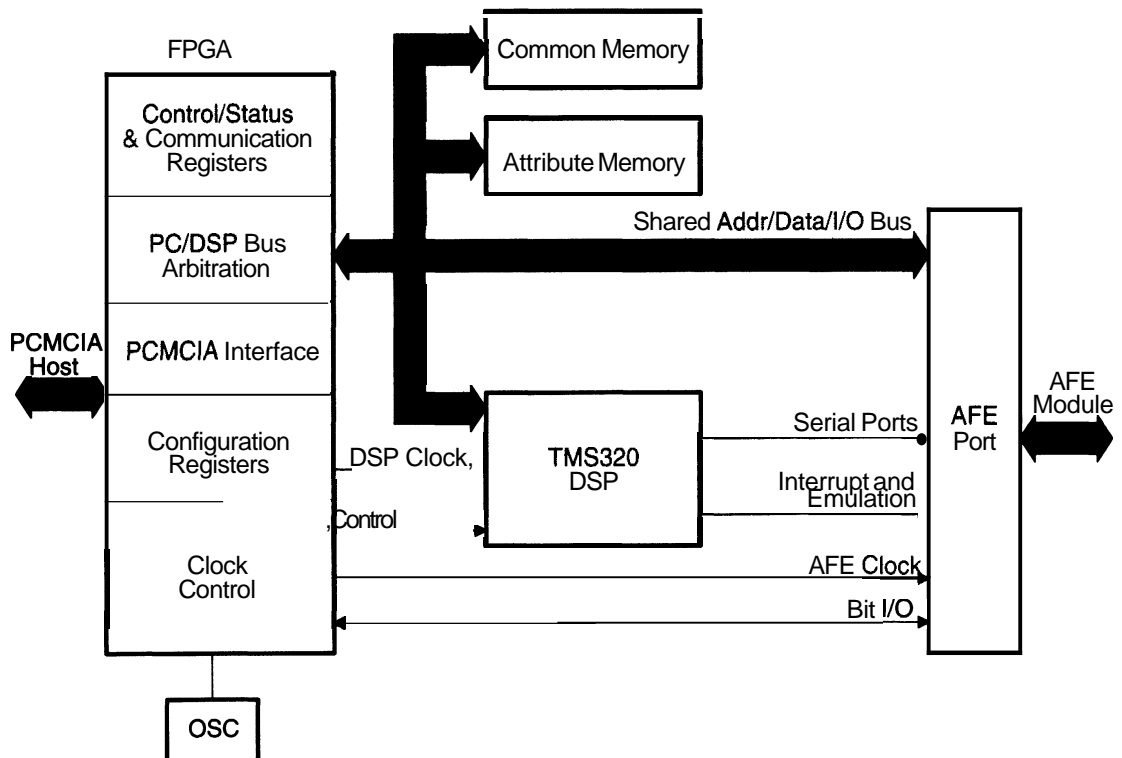 FPGA
Control/Status
& Communication
Registers
PC/DSP Bus
Arbitration
PCMCIA Interface
Configuration
Registers
Clock
Control
PCMCIA
Host
OSC
Common Memory
Attribute Memory
Shared Addr/Data/I/O Bus
DSP Clock,
,Control
TMS320
DSP
Serial Ports
Interrupt and
Emulation
AFE Clock
Bit I/O
AFE
Port
AFE
Module